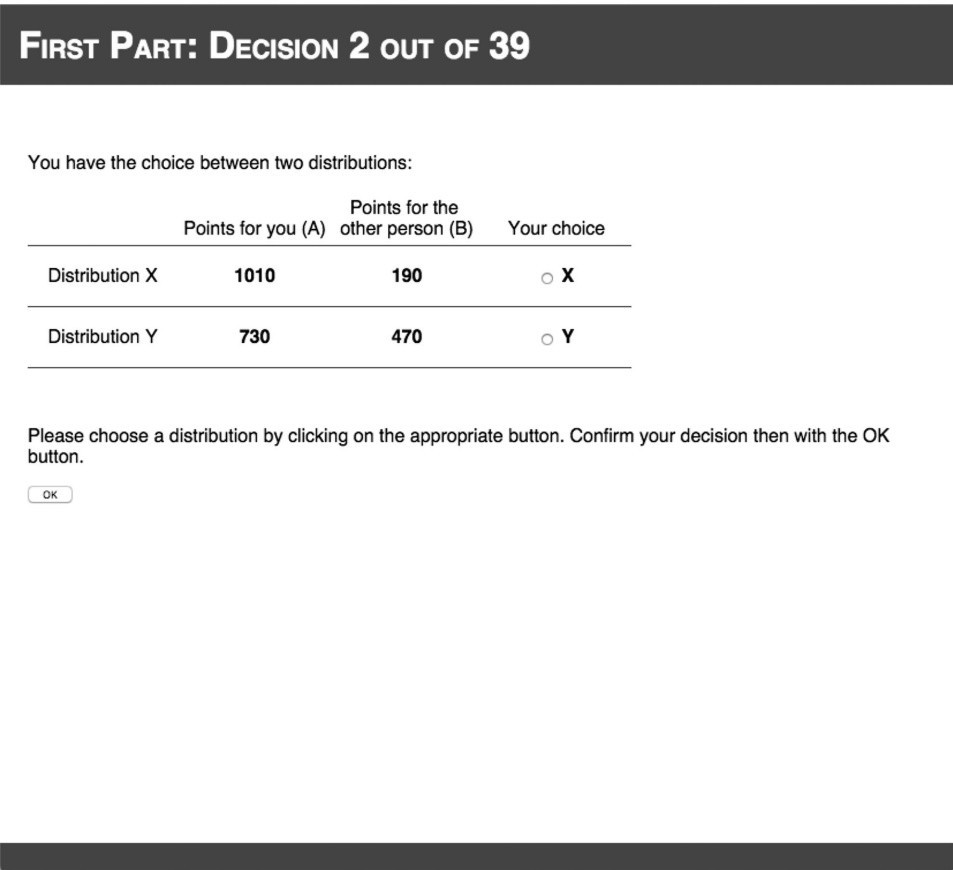 First Part: Decision 2 out of 39
You have the choice between two distributions:
Points for the
Points for you (A) other person (B) Your choice
Distribution X 1010 190 X
Distribution Y 730 470 Y
Please choose a distribution by clicking on the appropriate button. Confirm your decision then with the OK
button.
OK